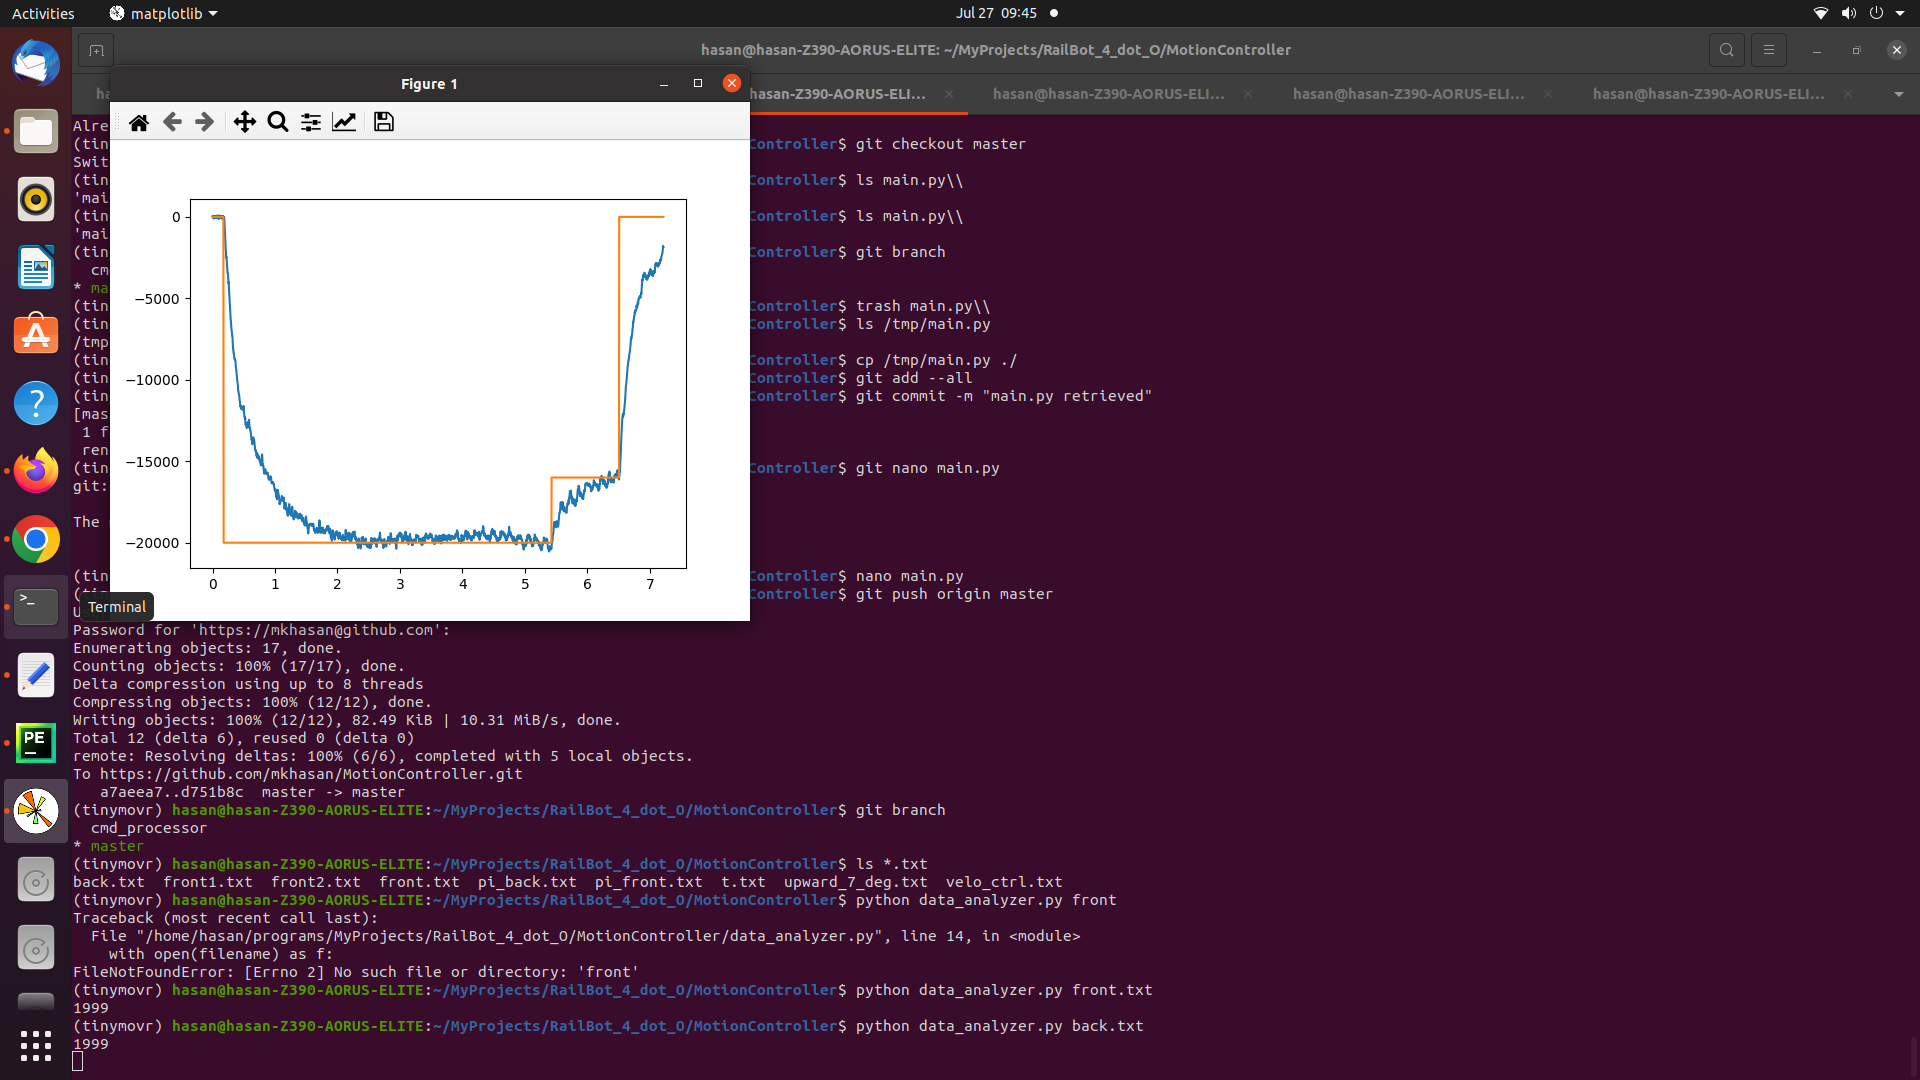 Activities
matplotlib
Jul 27 09:45
hasan@hasan-Z390-AORUS-ELITE: ~/MyProjects/RailBot_4_dot_O/MotionController
ha
hasan-Z390-AORUS-ELI...
hasan@hasan-Z390-AORUS-ELI...
hasan@hasan-Z390-AORUS-ELI...
hasan@hasan-Z390-AORUS-ELI...
Figure 1
0
−5000
−10000
−15000
−20000
0 1 2 3 4 5 6 7
Terminal
Alre
(tin Controller$ git checkout master
Swit
(tin Controller$ ls main.py\\
'mai
(tin Controller$ ls main.py\\
'mai
(tin Controller$ git branch
cm
* ma
(tin Controller$ trash main.py\\
(tin Controller$ ls /tmp/main.py
/tmp
(tin Controller$ cp /tmp/main.py ./
(tin Controller$ git add --all
(tin Controller$ git commit -m "main.py retrieved"
[mas
1 f
ren
(tin Controller$ git nano main.py
git:
The
(tin Controller$ nano main.py
Controller$ git push origin master
Password for 'https://mkhasan@github.com':
Enumerating objects: 17, done.
Counting objects: 100% (17/17), done.
Delta compression using up to 8 threads
Compressing objects: 100% (12/12), done.
Writing objects: 100% (12/12), 82.49 KiB | 10.31 MiB/s, done.
Total 12 (delta 6), reused 0 (delta 0)
remote: Resolving deltas: 100% (6/6), completed with 5 local objects.
To https://github.com/mkhasan/MotionController.git
a7aeea7..d751b8c  master -> master
(tinymovr) hasan@hasan-Z390-AORUS-ELITE:~/MyProjects/RailBot_4_dot_O/MotionController$ git branch
cmd_processor
* master
(tinymovr) hasan@hasan-Z390-AORUS-ELITE:~/MyProjects/RailBot_4_dot_O/MotionController$ ls *.txt
back.txt  front1.txt  front2.txt  front.txt  pi_back.txt  pi_front.txt  t.txt  upward_7_deg.txt  velo_ctrl.txt
(tinymovr) hasan@hasan-Z390-AORUS-ELITE:~/MyProjects/RailBot_4_dot_O/MotionController$ python data_analyzer.py front
Traceback (most recent call last):
File "/home/hasan/programs/MyProjects/RailBot_4_dot_O/MotionController/data_analyzer.py", line 14, in <module>
with open(filename) as f:
FileNotFoundError: [Errno 2] No such file or directory: 'front'
(tinymovr) hasan@hasan-Z390-AORUS-ELITE:~/MyProjects/RailBot_4_dot_O/MotionController$ python data_analyzer.py front.txt
1999
(tinymovr) hasan@hasan-Z390-AORUS-ELITE:~/MyProjects/RailBot_4_dot_O/MotionController$ python data_analyzer.py back.txt
1999